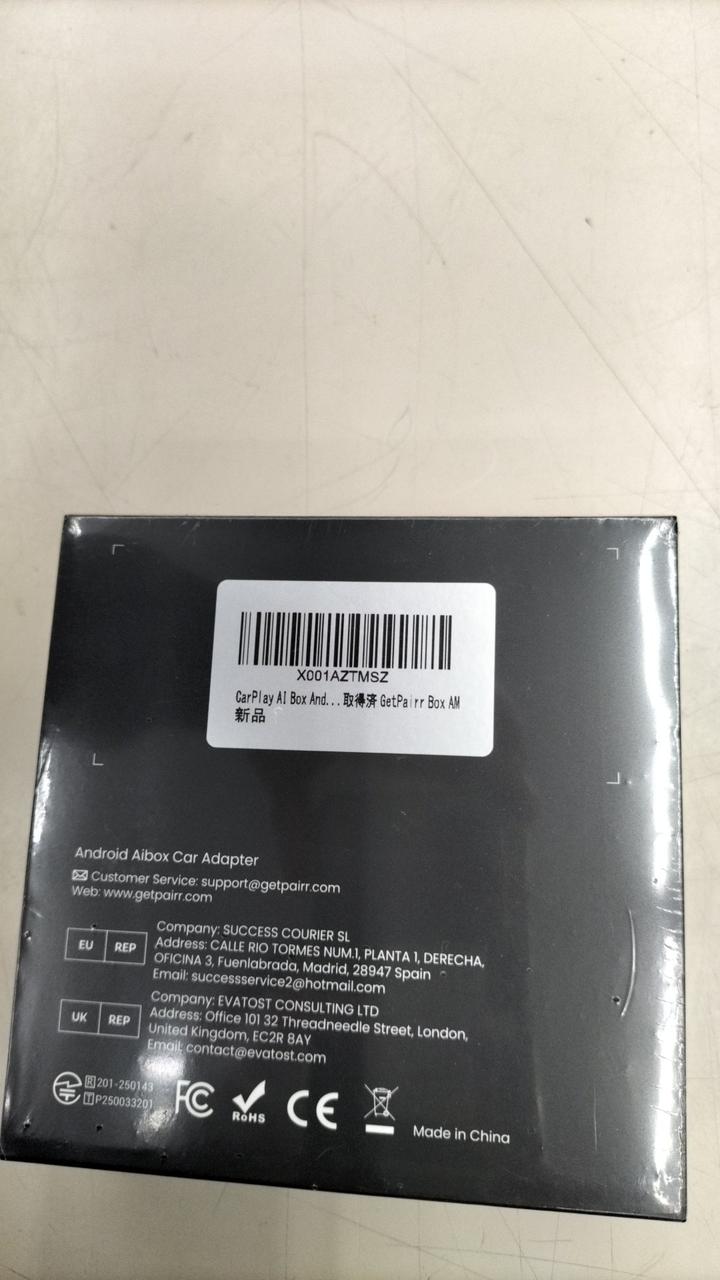 X001AZTMSZ
CarPlay AI Box And...取得済 GetPairr Box AM
新品
Android Aibox Car Adapter
Customer Service: support@getpairr.com
Web: www.getpairr.com
EU REP
Company: SUCCESS COURIER SL
Address: CALLE RIO TORMES NUM.1, PLANTA 1, DERECHA,
OFICINA 3, Fuenlabrada, Madrid, 28947 Spain
Email: successservice2@hotmail.com
UK REP
Company: EVATOST CONSULTING LTD
Address: Office 101 32 Threadneedle Street, London,
United Kingdom, EC2R 8AY
Email: contact@evatost.com
R 201-250143
T P250033201
FC
RoHS
CE
Made in China